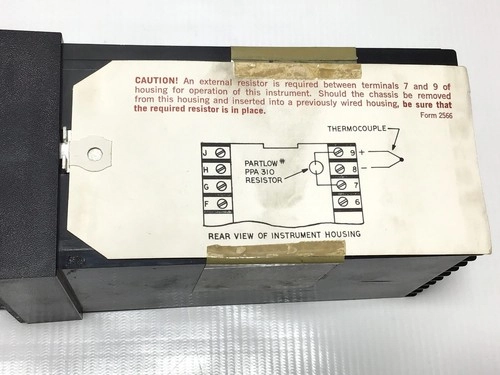 CAUTION! An external resistor is required between terminals 7 and 9 of
housing for operation of this instrument. Should the chassis be removed
from this housing and inserted into a previously wired housing, be sure that
the required resistor is in place.
Form 2566
THERMOCOUPLE
J
PARTLOW
9 +
H
PPA 310
8 −
RESISTOR
G
7
F
6
REAR VIEW OF INSTRUMENT HOUSING